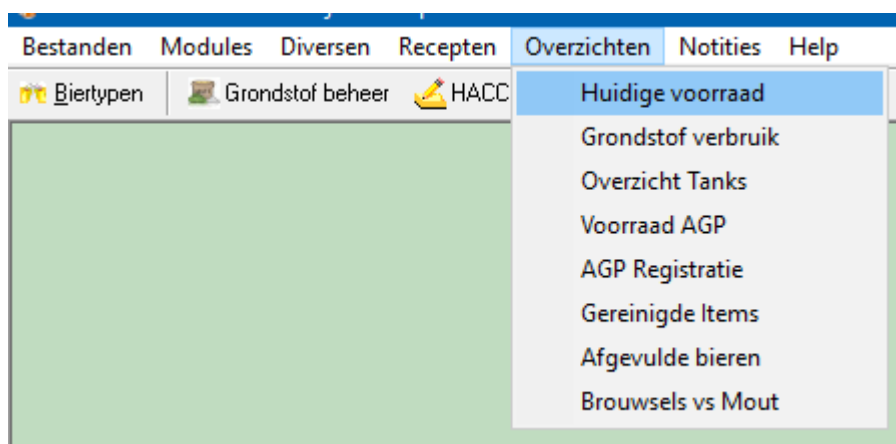 Bestanden Modules Diversen Recepten Overzichten Notities Help
Biertypen Grondstof beheer HACC
Huidige voorraad
Grondstof verbruik
Overzicht Tanks
Voorraad AGP
AGP Registratie
Gereinigde Items
Afgevulde bieren
Brouwsels vs Mout